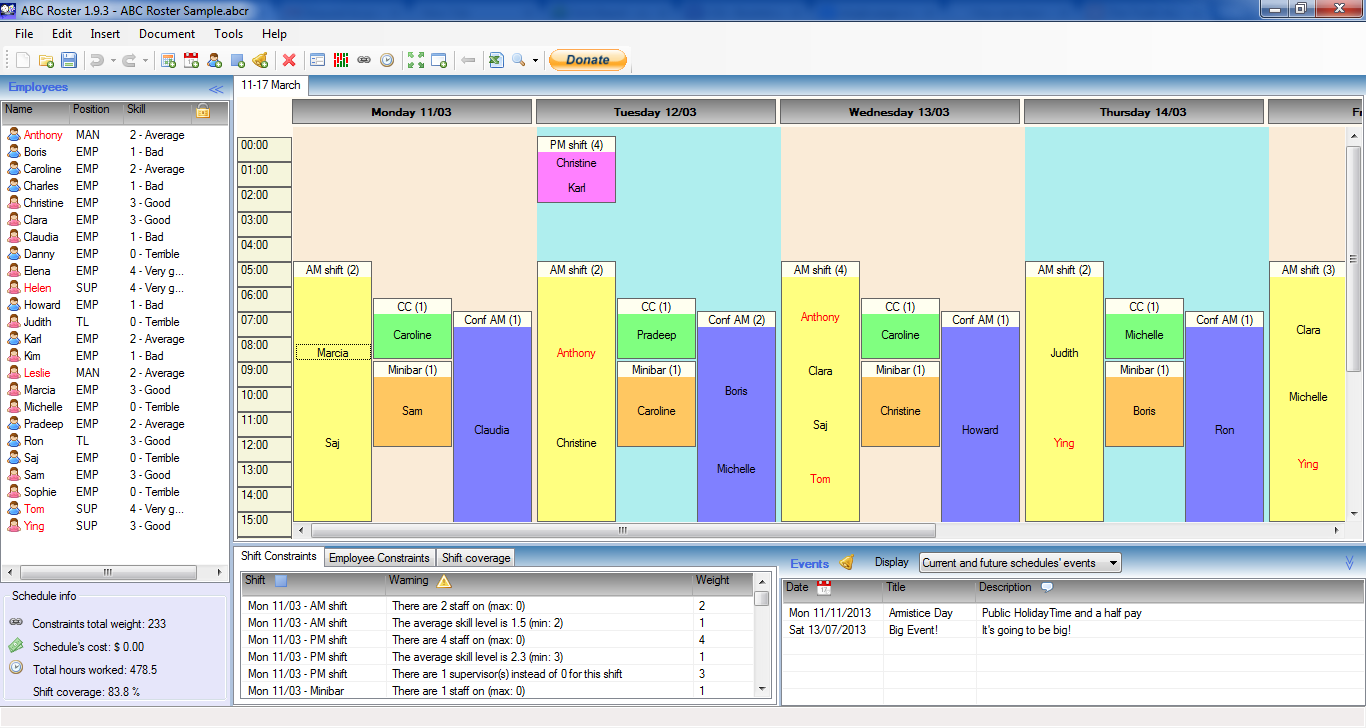 ABC Roster 1.9.3 - ABC Roster Sample.abcr
File Edit Insert Document Tools Help
Donate
Employees
Name Position Skill
Anthony MAN 2 - Average
Boris EMP 1 - Bad
Caroline EMP 2 - Average
Charles EMP 1 - Bad
Christine EMP 3 - Good
Clara EMP 3 - Good
Claudia EMP 1 - Bad
Danny EMP 0 - Terrible
Elena EMP 4 - Very g...
Helen SUP 4 - Very g...
Howard EMP 1 - Bad
Judith TL 0 - Terrible
Karl EMP 2 - Average
Kim EMP 1 - Bad
Leslie MAN 2 - Average
Marcia EMP 3 - Good
Michelle EMP 0 - Terrible
Pradeep EMP 2 - Average
Ron TL 3 - Good
Saj EMP 0 - Terrible
Sam EMP 3 - Good
Sophie EMP 0 - Terrible
Tom SUP 4 - Very g...
Ying SUP 3 - Good
Schedule info
Constraints total weight: 233
Schedule's cost: $ 0.00
Total hours worked: 478.5
Shift coverage: 83.8 %
11-17 March
Monday 11/03 Tuesday 12/03 Wednesday 13/03 Thursday 14/03 Fr
00:00
01:00
02:00
03:00
04:00
05:00
06:00
07:00
08:00
09:00
10:00
11:00
12:00
13:00
14:00
15:00
AM shift (2)
Marcia
Saj
CC (1)
Caroline
Minibar (1)
Sam
Conf AM (1)
Claudia
PM shift (4)
Christine
Karl
AM shift (2)
Anthony
Christine
CC (1)
Pradeep
Minibar (1)
Caroline
Conf AM (2)
Boris
Michelle
AM shift (4)
Anthony
Clara
Saj
Tom
CC (1)
Caroline
Minibar (1)
Christine
Conf AM (1)
Howard
AM shift (2)
Judith
Ying
CC (1)
Michelle
Minibar (1)
Boris
Conf AM (1)
Ron
AM shift (3)
Clara
Michelle
Ying
Shift Constraints Employee Constraints Shift coverage
Shift Warning Weight
Mon 11/03 - AM shift There are 2 staff on (max: 0) 2
Mon 11/03 - AM shift The average skill level is 1.5 (min: 2) 1
Mon 11/03 - PM shift There are 4 staff on (max: 0) 4
Mon 11/03 - PM shift The average skill level is 2.3 (min: 3) 1
Mon 11/03 - PM shift There are 1 supervisor(s) instead of 0 for this shift 3
Mon 11/03 - Minibar There are 1 staff on (max: 0) 1
Events Display Current and future schedules' events
Date Title Description
Mon 11/11/2013 Amistice Day Public HolidayTime and a half pay
Sat 13/07/2013 Big Event! It's going to be big!